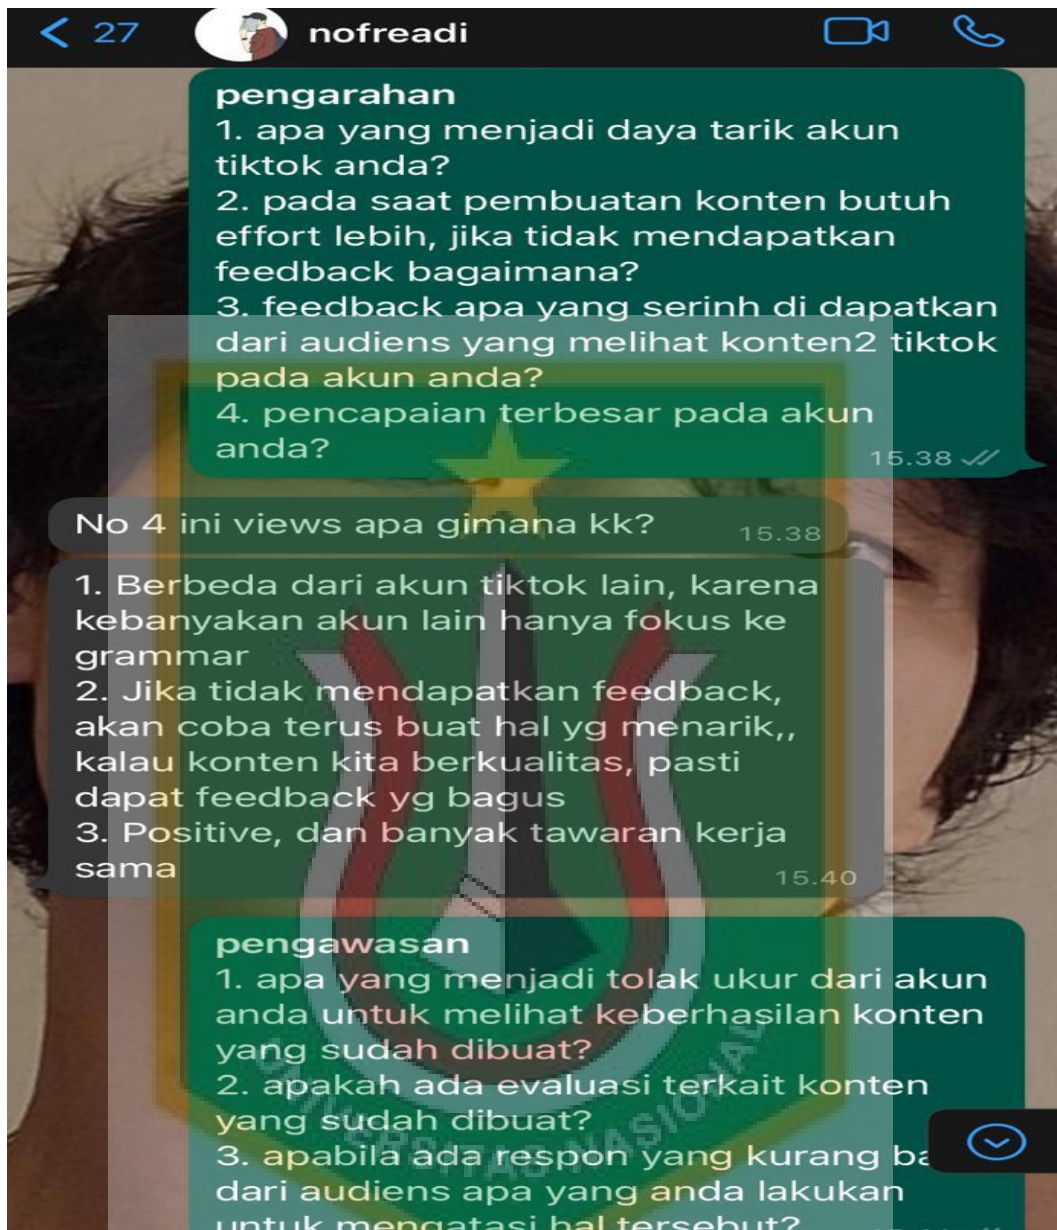 27
nofreadi
pengarahan
1. apa yang menjadi daya tarik akun
tiktok anda?
2. pada saat pembuatan konten butuh
effort lebih, jika tidak mendapatkan
feedback bagaimana?
3. feedback apa yang serinh di dapatkan
dari audiens yang melihat konten2 tiktok
pada akun anda?
4. pencapaian terbesar pada akun
anda?
15.38
No 4 ini views apa gimana kk?
15.38
1. Berbeda dari akun tiktok lain, karena
kebanyakan akun lain hanya fokus ke
grammar
2. Jika tidak mendapatkan feedback,
akan coba terus buat hal yg menarik,,
kalau konten kita berkualitas, pasti
dapat feedback yg bagus
3. Positive, dan banyak tawaran kerja
sama
15.40
pengawasan
1. apa yang menjadi tolak ukur dari akun
anda untuk melihat keberhasilan konten
yang sudah dibuat?
2. apakah ada evaluasi terkait konten
yang sudah dibuat?
3. apabila ada respon yang kurang ba
dari audiens apa yang anda lakukan
untuk mengatasi hal tersebut?
UNIVERSITAS NASIONAL